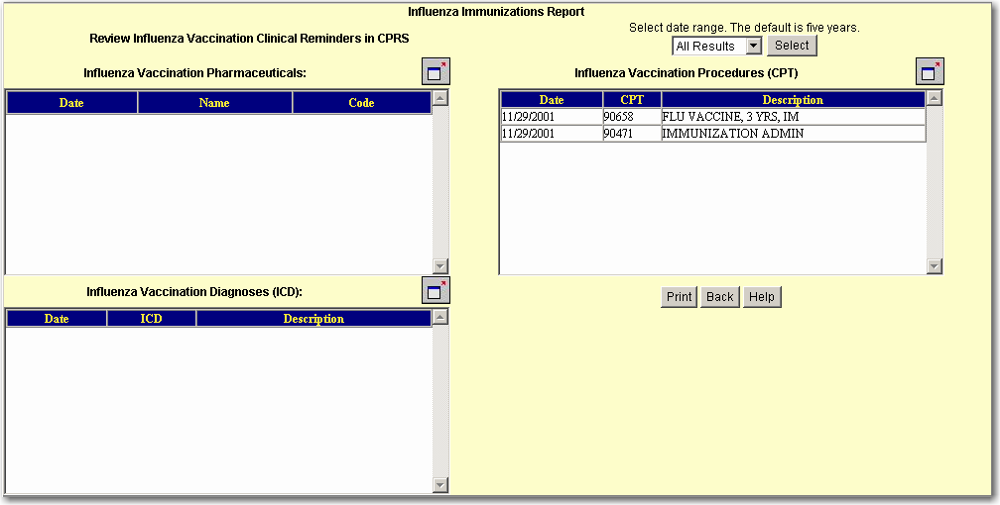 Influenza Immunizations Report
Review Influenza Vaccination Clinical Reminders in CPRS
Select date range. The default is five years.
All Results Select
Influenza Vaccination Pharmaceuticals:
Date Name Code
Influenza Vaccination Procedures (CPT)
Date CPT Description
11/29/2001 90658 FLU VACCINE, 3 YRS, IM
11/29/2001 90471 IMMUNIZATION ADMIN
Influenza Vaccination Diagnoses (ICD):
Date ICD Description
Print Back Help